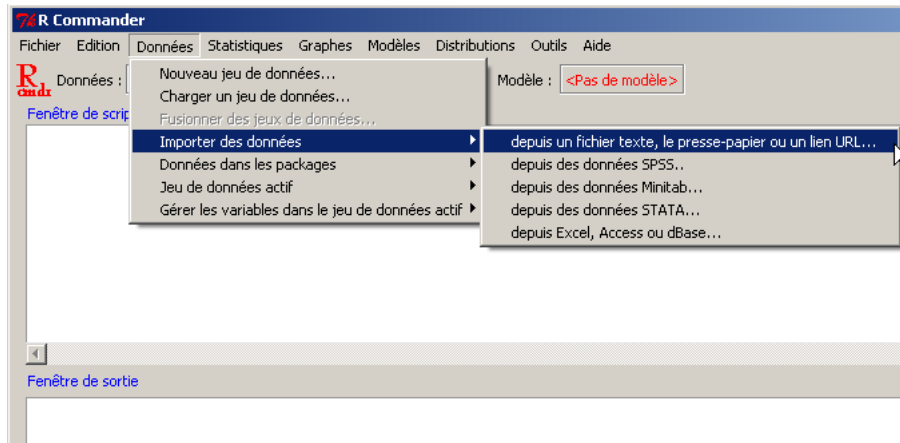 R Commander
Fichier Edition Données Statistiques Graphes Modèles Distributions Outils Aide
R cmdr Données : Modèle : <Pas de modèle>
Nouveau jeu de données...
Charger un jeu de données...
Fenêtre de scrip
Fusionner des jeux de données...
Importer des données
depuis un fichier texte, le presse-papier ou un lien URL...
Données dans les packages
depuis des données SPSS..
Jeu de données actif
depuis des données Minitab...
Gérer les variables dans le jeu de données actif
depuis des données STATA...
depuis Excel, Access ou dBase...
Fenêtre de sortie